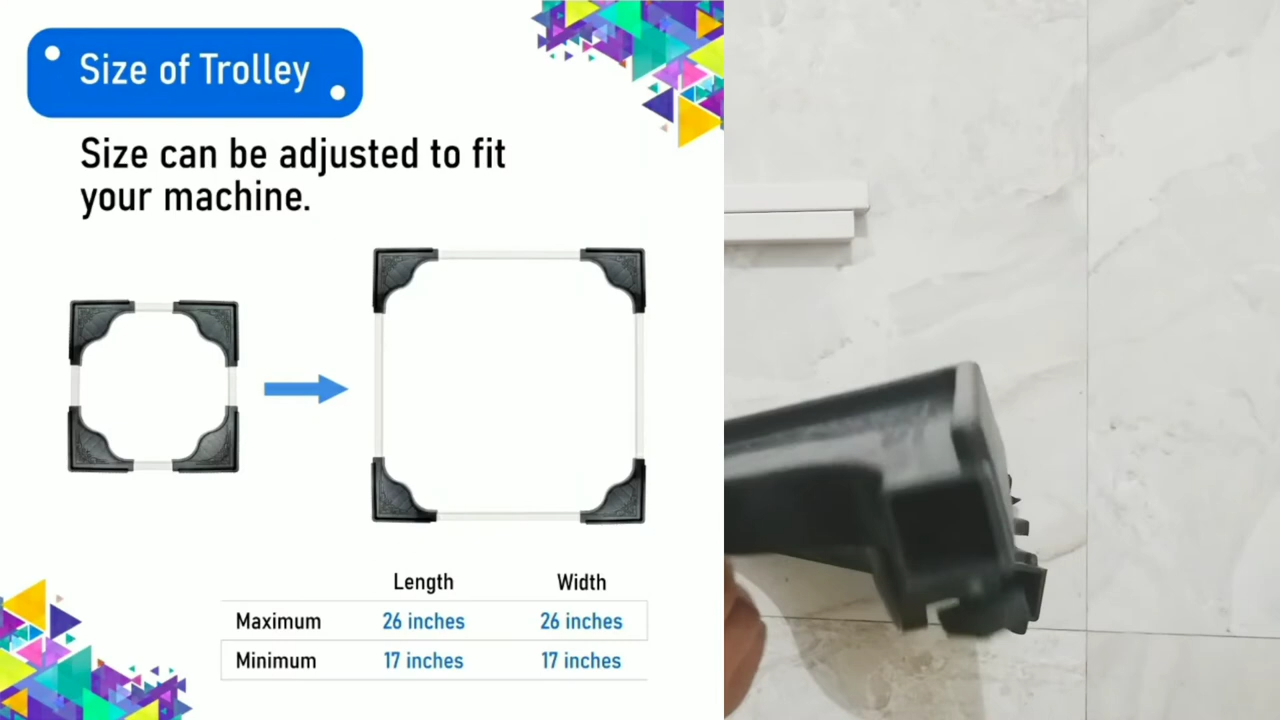 Size of Trolley
Size can be adjusted to fit
your machine.
Length Width
Maximum 26 inches 26 inches
Minimum 17 inches 17 inches